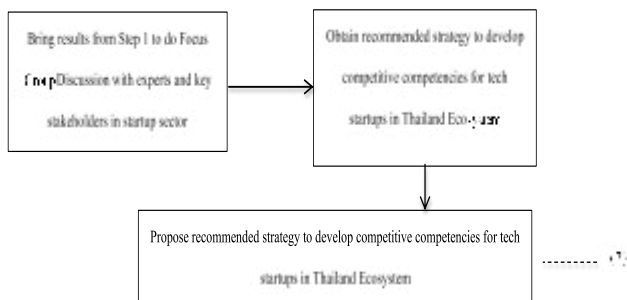 Bring results from Step 1 to do Focus
Discussion with experts and key
stakeholders in startup sector
Obtain recommended strategy to develop
competitive competencies for tech
startups in Thailand
Propose recommended strategy to develop competitive competencies for tech
startups in Thailand Ecosystem